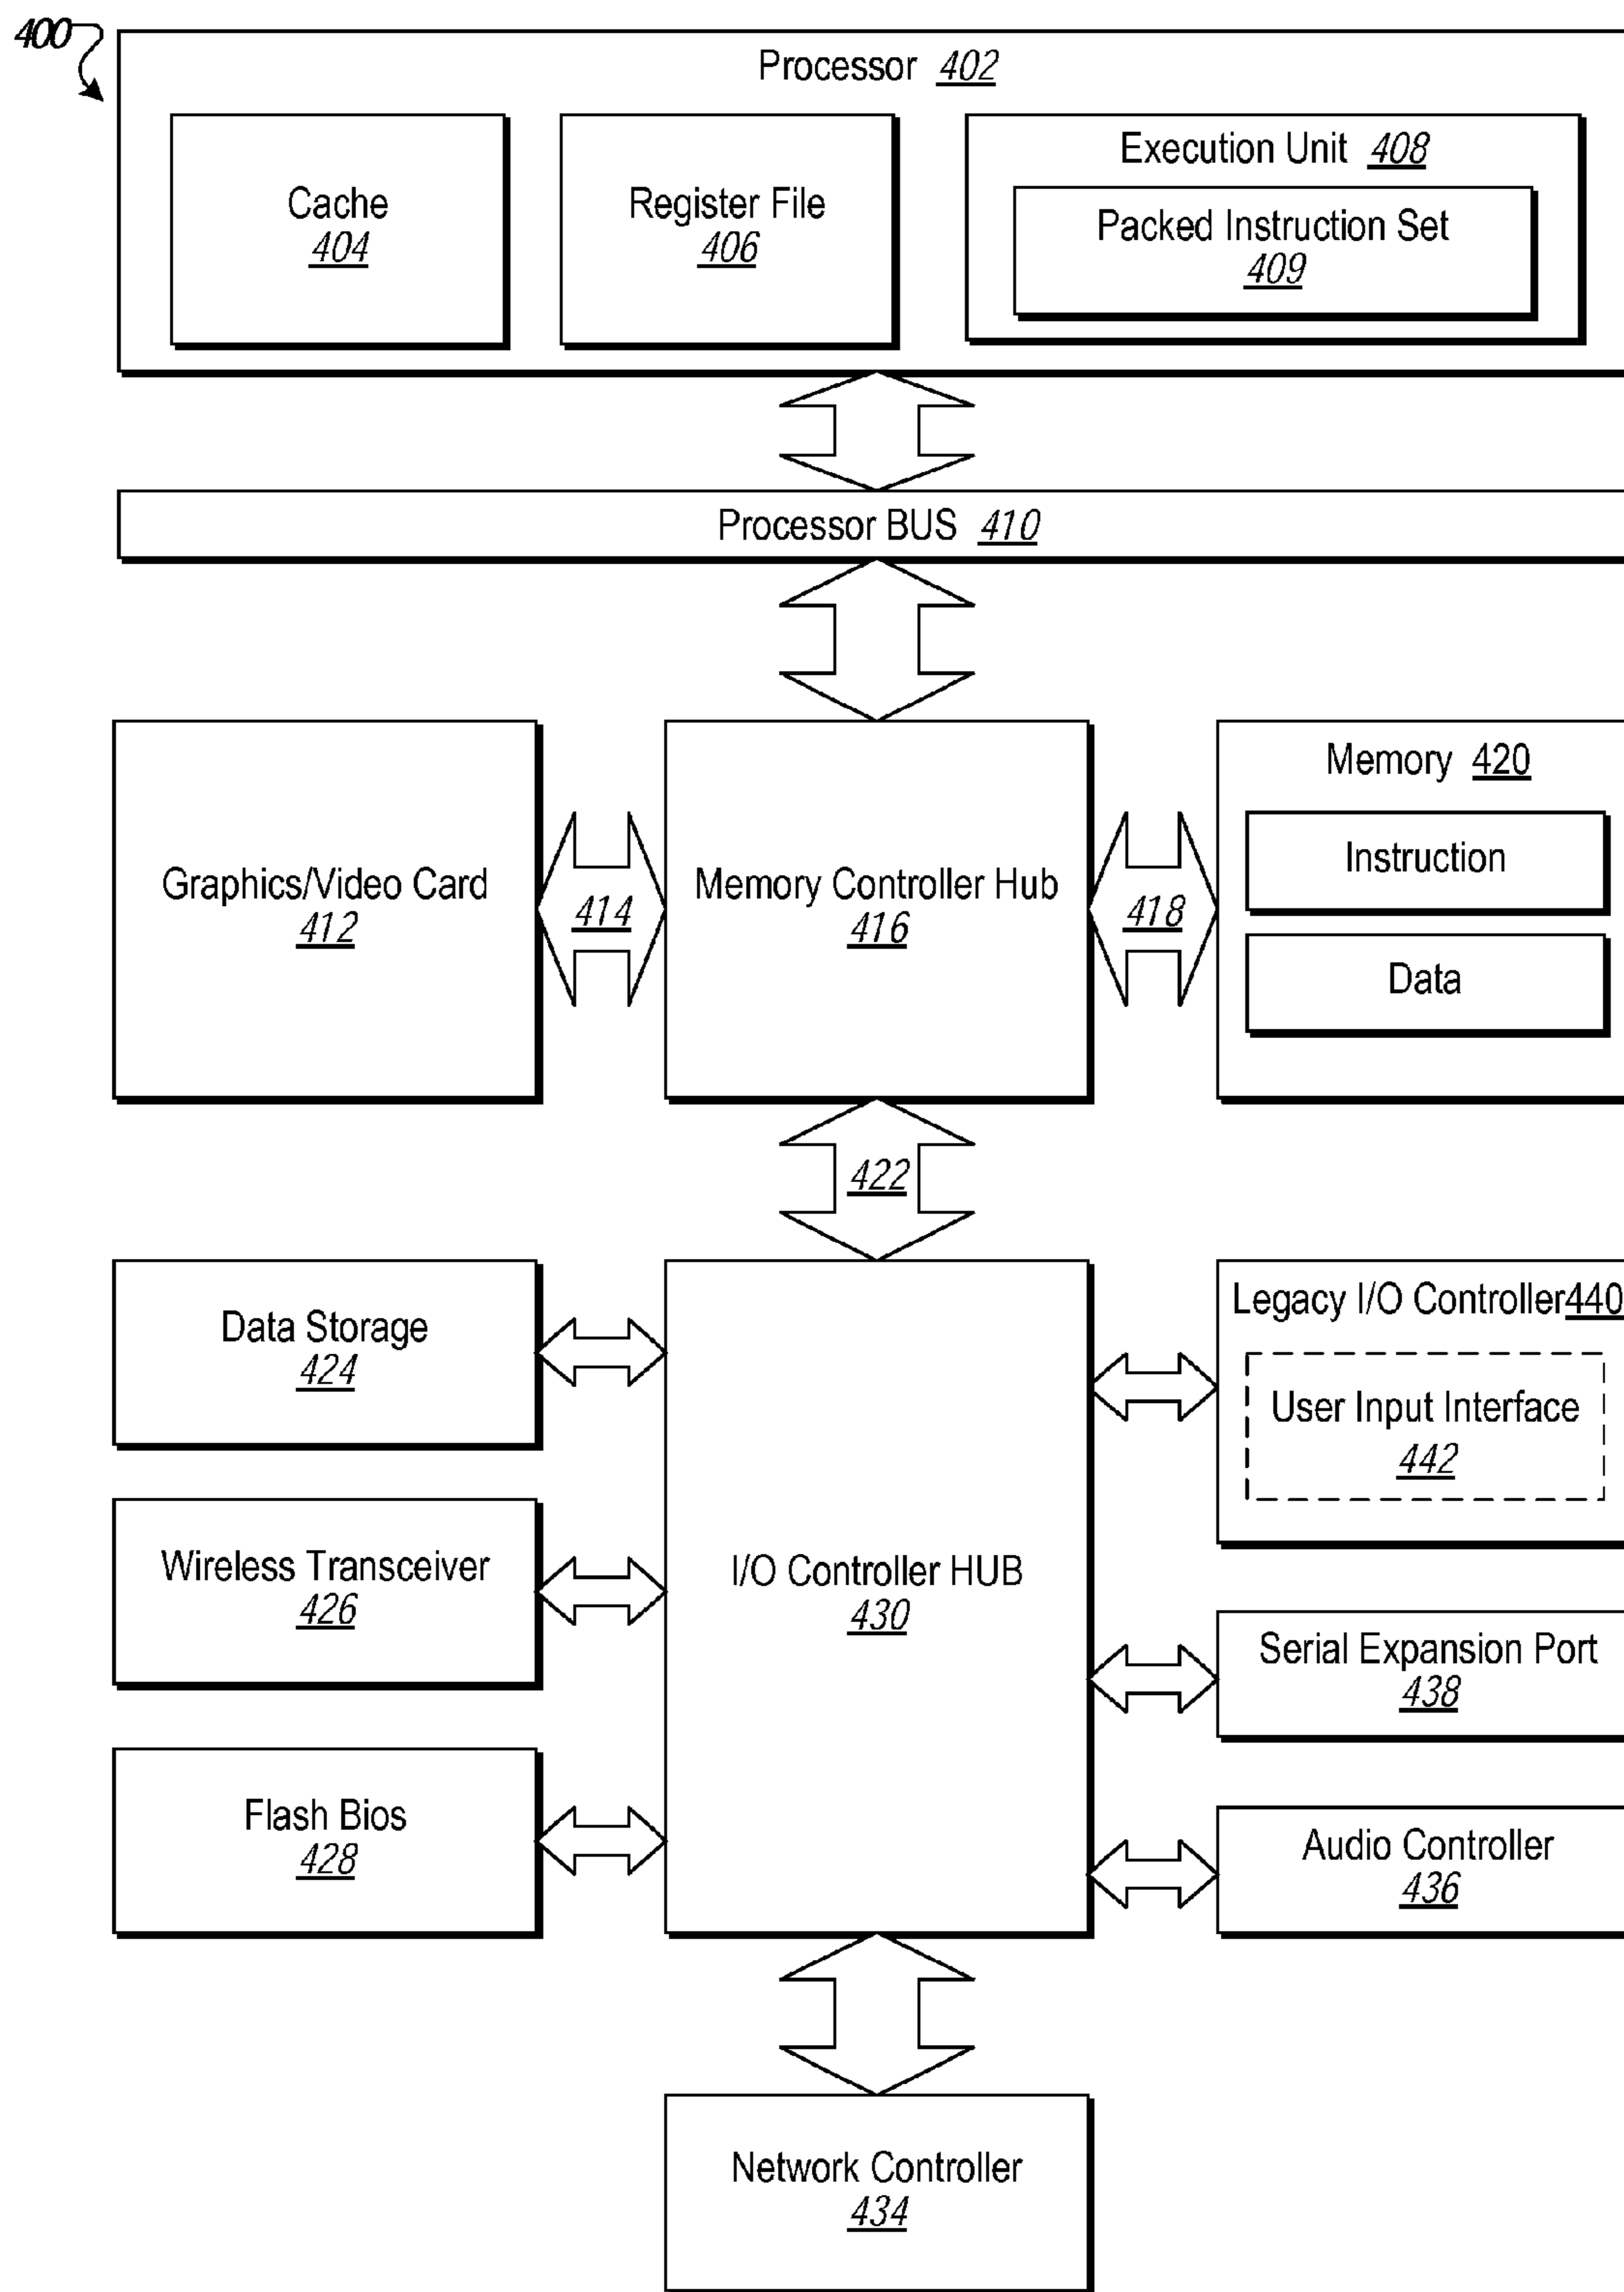 400
Processor 402
Cache
404
Register File
406
Execution Unit 408
Packed Instruction Set
409
Processor BUS 410
Graphics/Video Card
412
414
Memory Controller Hub
416
418
Memory 420
Instruction
Data
422
Data Storage
424
Wireless Transceiver
426
Flash Bios
428
I/O Controller HUB
430
Legacy I/O Controller440
User Input Interface
442
Serial Expansion Port
438
Audio Controller
436
Network Controller
434